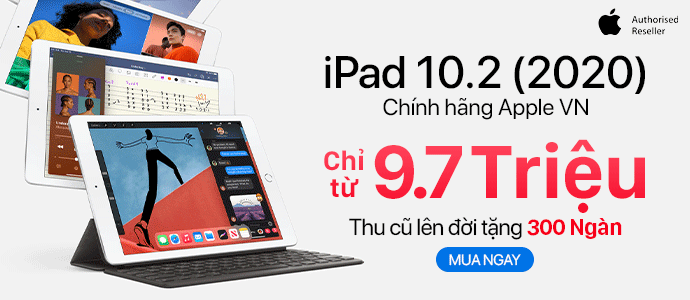 Authorised
Reseller
iPad 10.2 (2020)
Chính hãng Apple VN
Chỉ từ 9.7 Triệu
Thu cũ lên đời tặng 300 Ngàn
MUA NGAY